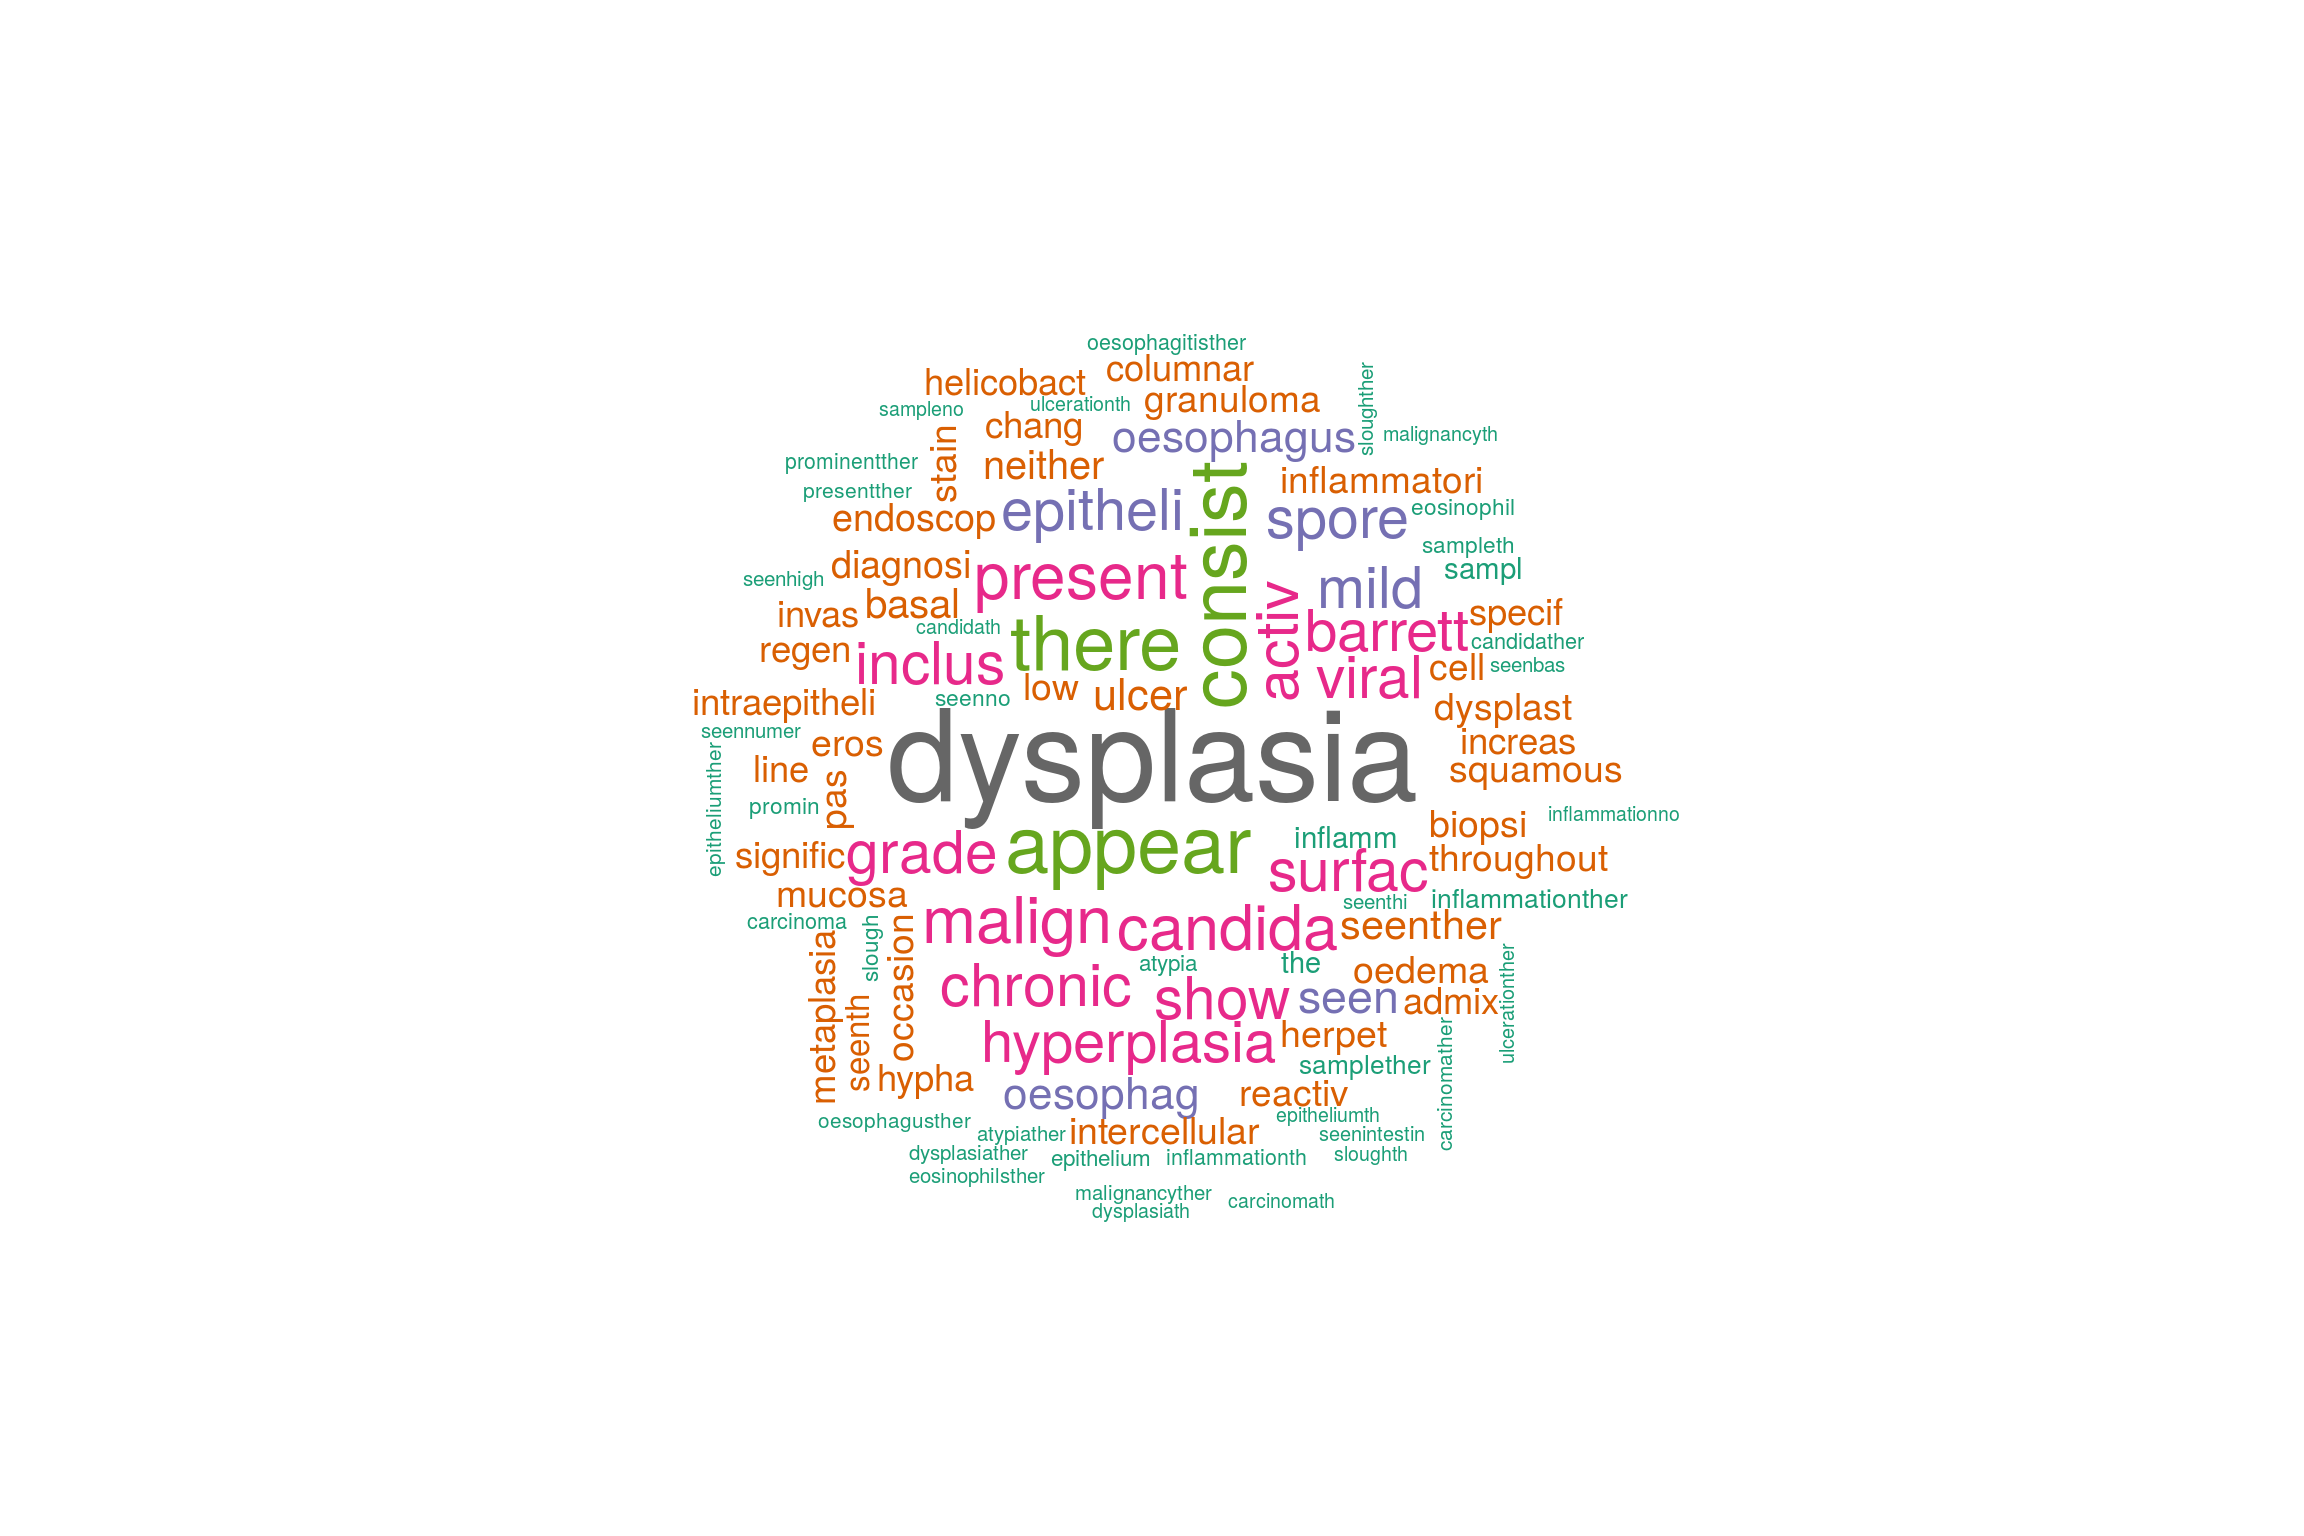 oesophagitisther
columnar
helicobact
sloughther
sampleno
ulcerationth
granuloma
chang
stain
oesophagus
malignancyth
prominentther
neither
consist
inflammatori
presentther
epitheli
spore
eosinophil
endoscop
sampleth
diagnosi
present
sampl
seenhigh
activ
mild
basal
invas
specif
candidath
there
barrett
candidather
regen
inclus
viral
cell
seenbas
intraepitheli
seenno
low
ulcer
dysplast
seennumer
eros
dysplasia
increas
epitheliumther
line
pas
squamous
promin
inflammationno
appear
inflamm
biopsi
signific
grade
surfac
throughout
mucosa
seenthi
inflammationther
carcinoma
slough
occasion
malign
candida
seenther
metaplasia
atypia
the
oedema
ulcerationther
seenth
chronic
show
seen
admix
hyperplasia
herpet
carcinomather
hypha
samplether
oesophag
reactiv
oesophagusther
epitheliumth
atypiather
intercellular
seenintestin
dysplasiather
epithelium
inflammationth
sloughth
eosinophilsther
malignancyther
carcinomath
dysplasiath